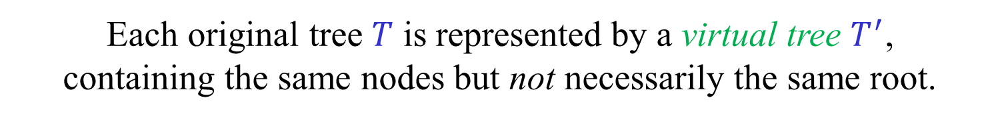 Each original tree T is represented by a virtual tree T′,
containing the same nodes but not necessarily the same root.